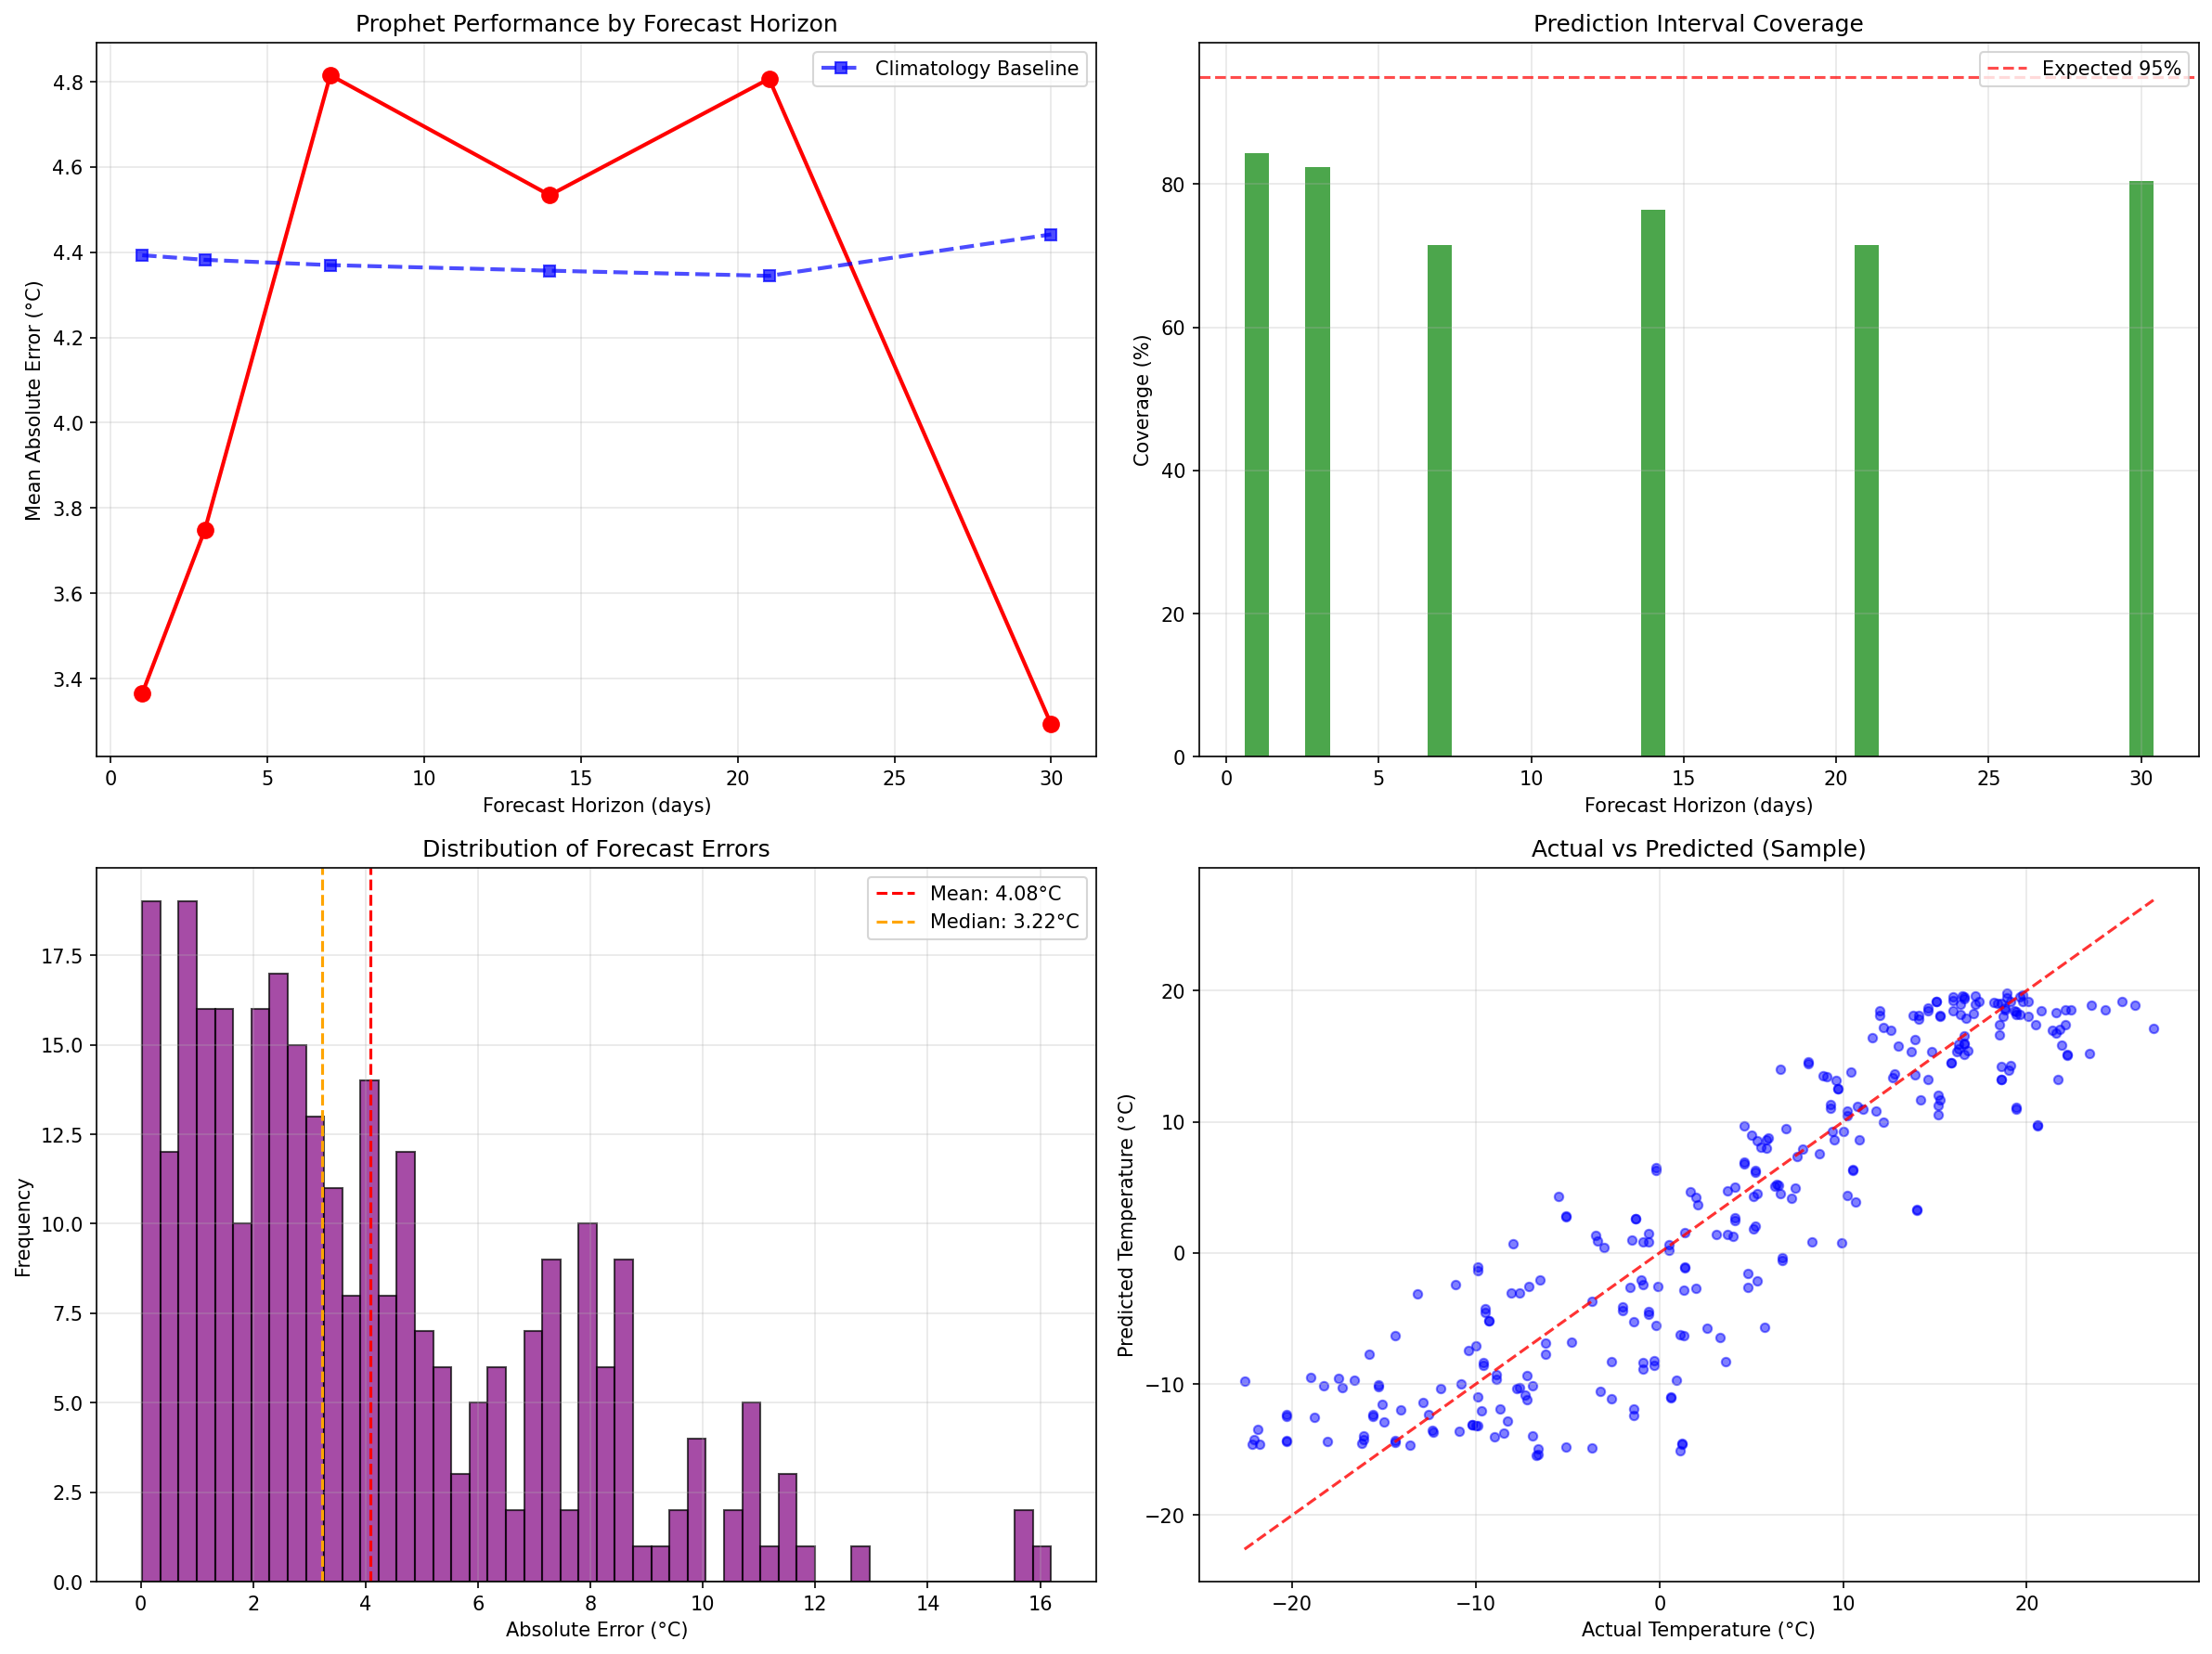 Prophet Performance by Forecast Horizon
Climatology Baseline
Mean Absolute Error (°C)
4.8
4.6
4.4
4.2
4.0
3.8
3.6
3.4
0 5 10 15 20 25 30
Forecast Horizon (days)
Prediction Interval Coverage
Expected 95%
Coverage (%)
80
60
40
20
0
0 5 10 15 20 25 30
Forecast Horizon (days)
Distribution of Forecast Errors
Mean: 4.08°C
Median: 3.22°C
Frequency
17.5
15.0
12.5
10.0
7.5
5.0
2.5
0.0
0 2 4 6 8 10 12 14 16
Absolute Error (°C)
Actual vs Predicted (Sample)
Predicted Temperature (°C)
20
10
0
−10
−20
−20 −10 0 10 20
Actual Temperature (°C)